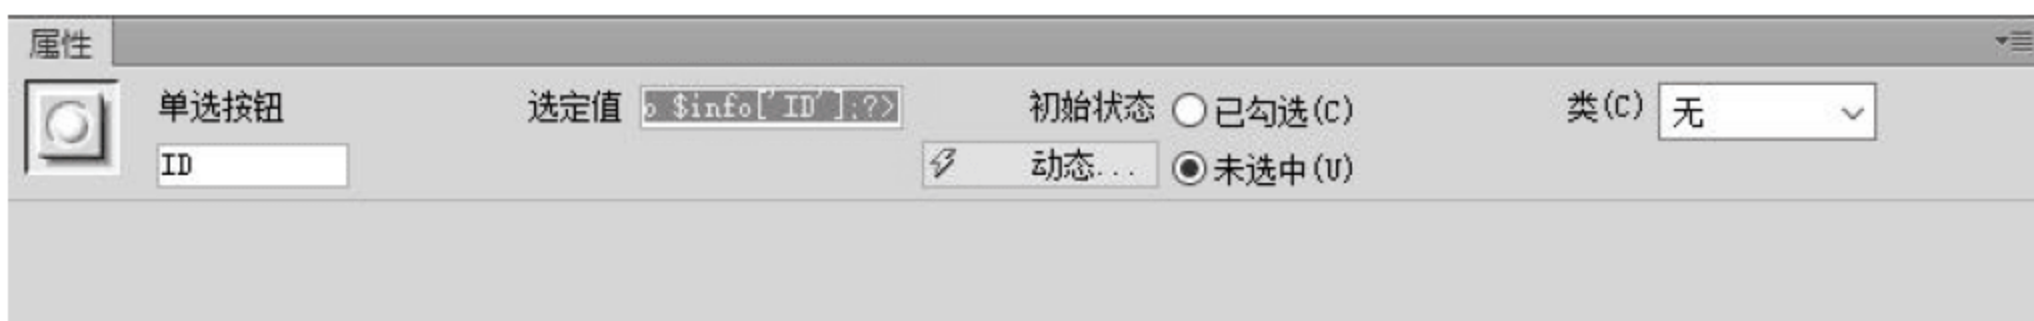 属性
单选按钮 选定值 o $info['ID'];?> 初始状态 已勾选(C) 类(C) 无
ID 动态... 未选中(U)